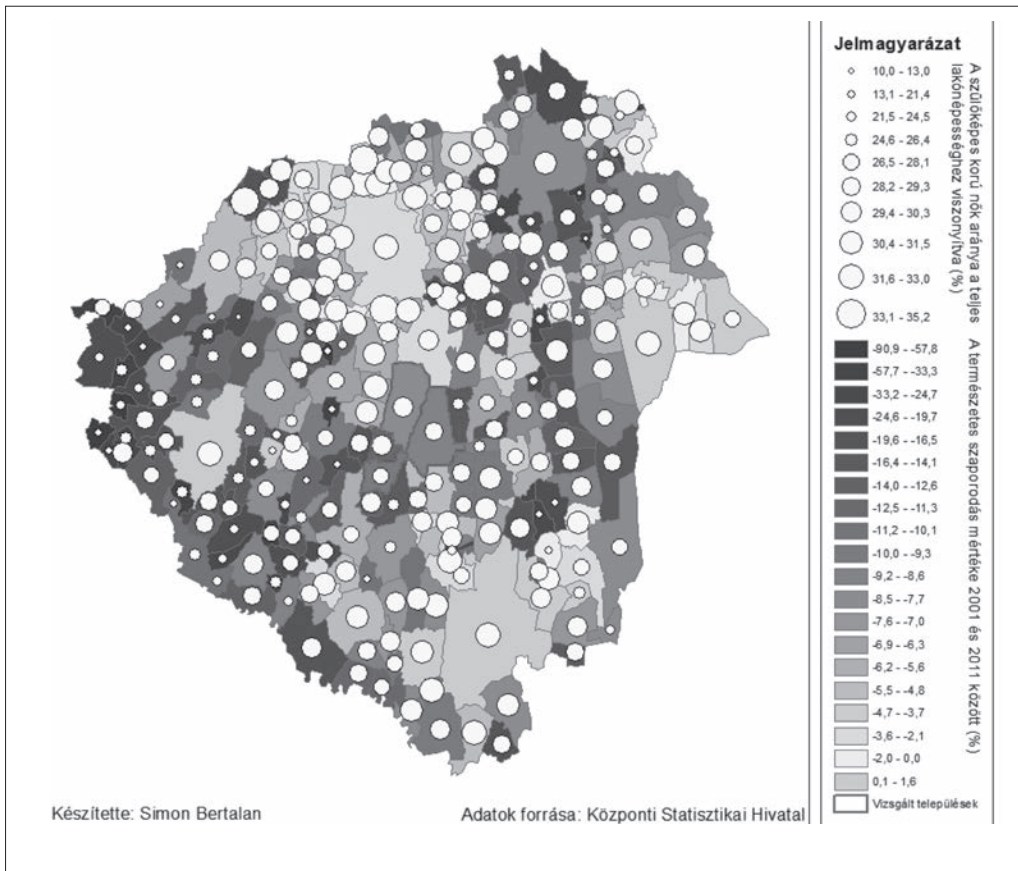 Jelmagyarázat
A szülőképes korú nők aránya a teljes
lakónépességhez viszonyítva (%)
10,0 - 13,0
13,1 - 21,4
21,5 - 24,5
24,6 - 26,4
26,5 - 28,1
28,2 - 29,3
29,4 - 30,3
30,4 - 31,5
31,6 - 33,0
33,1 - 35,2
A természetes szaporodás mértéke 2001 és 2011 között (%)
-90,9 - -57,8
-57,7 - -33,3
-33,2 - -24,7
-24,6 - -19,7
-19,6 - -16,5
-16,4 - -14,1
-14,0 - -12,6
-12,5 - -11,3
-11,2 - -10,1
-10,0 - -9,3
-9,2 - -8,6
-8,5 - -7,7
-7,6 - -7,0
-6,9 - -6,3
-6,2 - -5,6
-5,5 - -4,8
-4,7 - -3,7
-3,6 - -2,1
-2,0 - 0,0
0,1 - 1,6
Vizsgált települések
Készítette: Simon Bertalan
Adatok forrása: Központi Statisztikai Hivatal